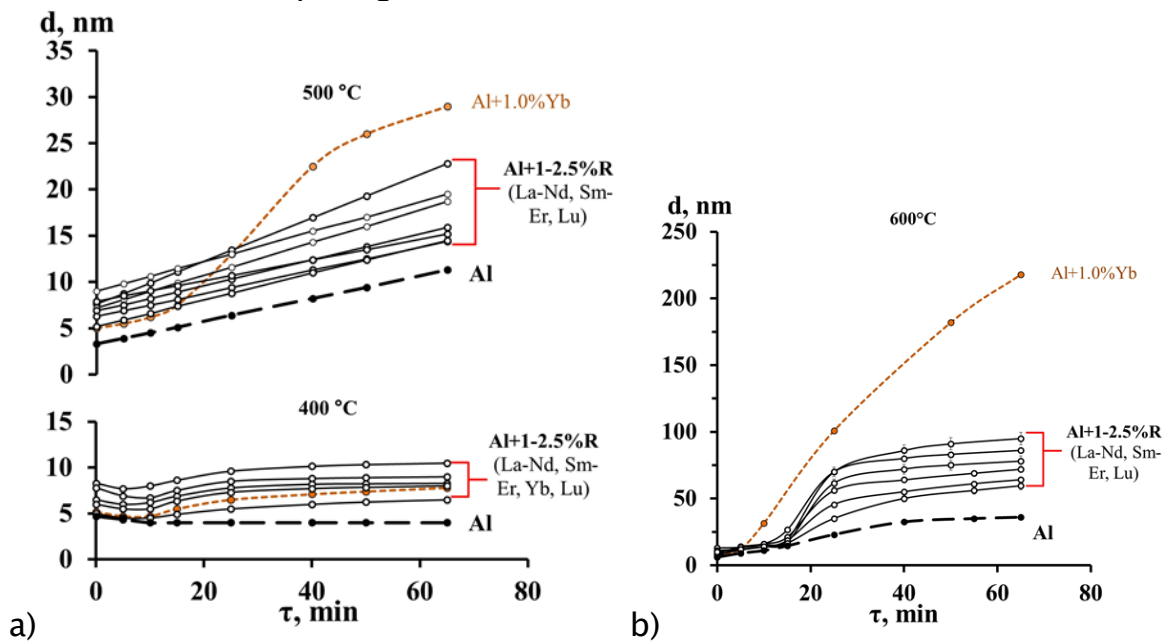 d, nm
35
30
25
20
15
10
5
0
500 °C
Al+1.0%Yb
Al+1-2.5%R
(La-Nd, Sm-
Er, Lu)
Al
15
10
5
0
400 °C
Al+1-2.5%R
(La-Nd, Sm-
Er, Yb, Lu)
Al
0 20 40 60 80
τ, min
a)
d, nm
250
200
150
100
50
0
600°C
Al+1.0%Yb
Al+1-2.5%R
(La-Nd, Sm-
Er, Lu)
Al
0 20 40 60 80
τ, min
b)